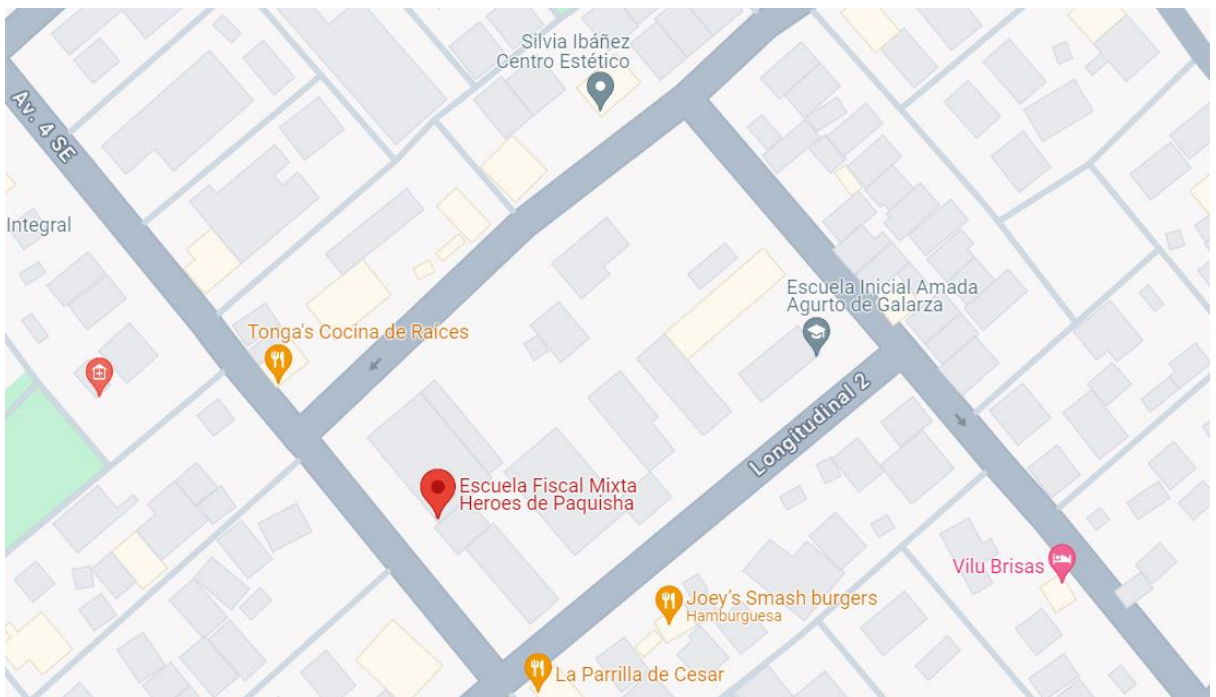 Silvia Ibáñez
Centro Estético
Av. 4 SE
Integral
Escuela Inicial Amada
Agurto de Galarza
Tonga's Cocina de Raíces
Longitudinal 2
Escuela Fiscal Mixta
Heroes de Paquisha
Vilu Brisas
Joey's Smash burgers
Hamburguesa
La Parrilla de Cesar